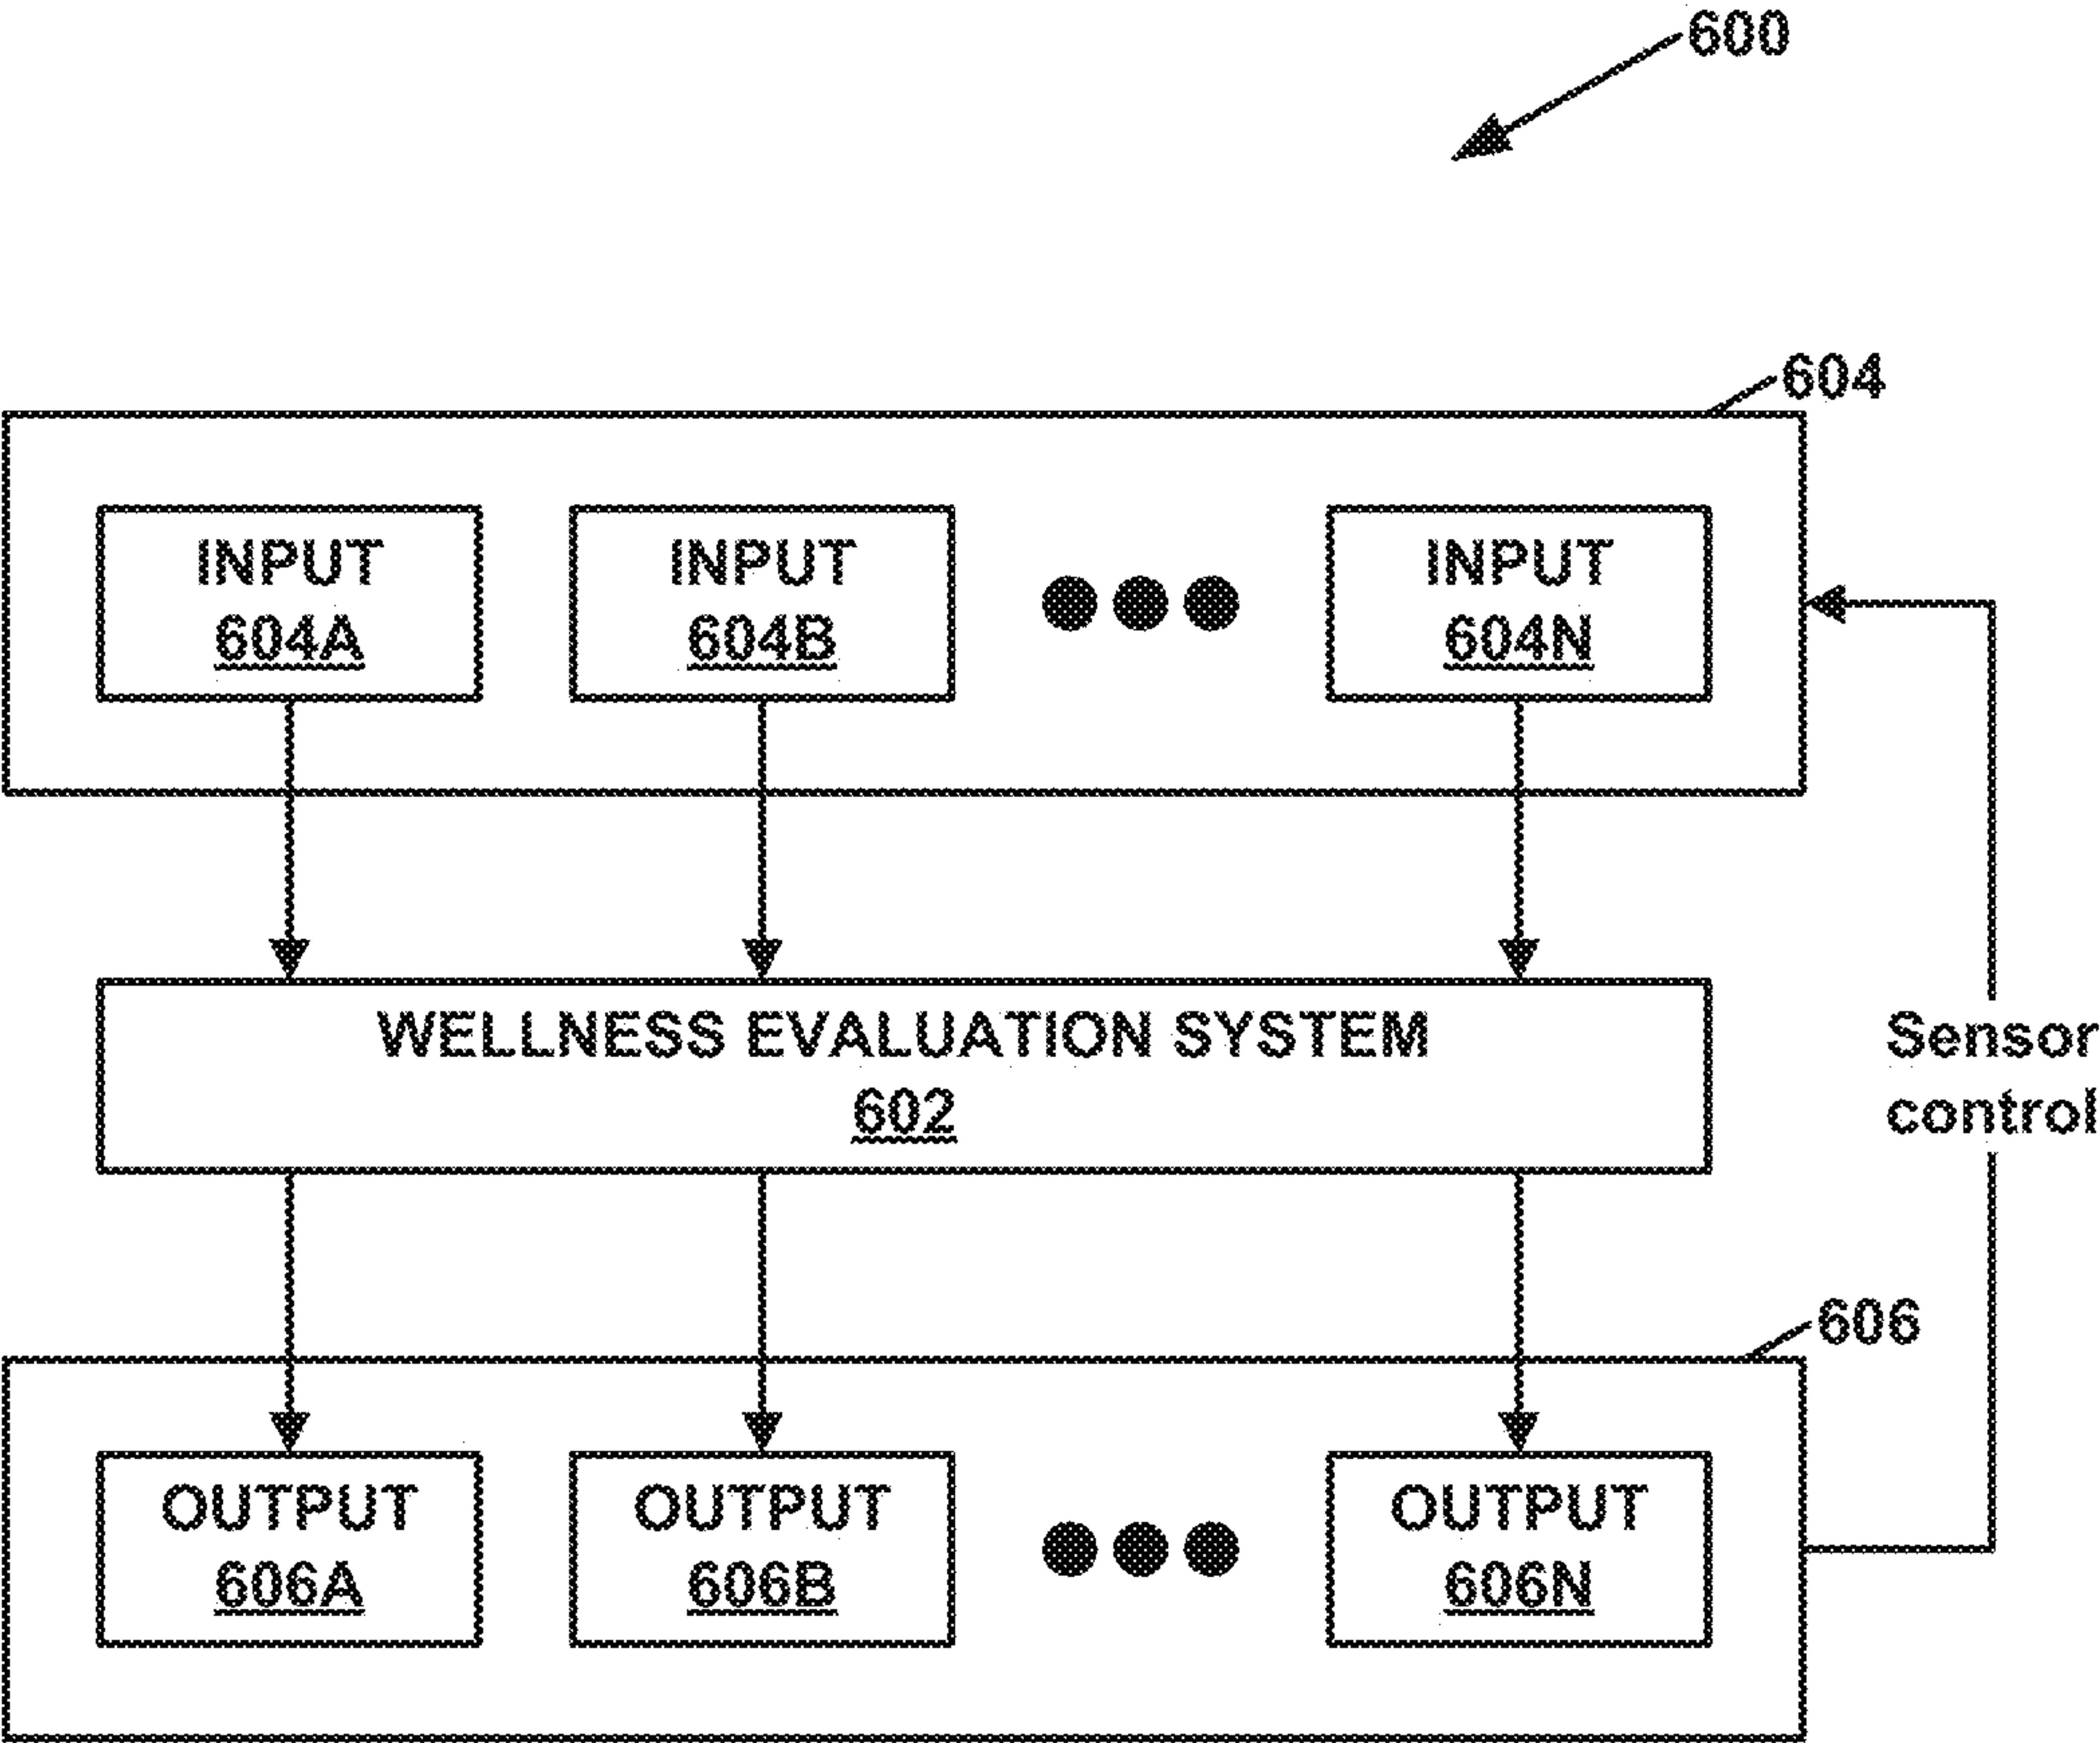 600
604
INPUT
604A
INPUT
604B
INPUT
604N
WELLNESS EVALUATION SYSTEM
602
Sensor
control
606
OUTPUT
606A
OUTPUT
606B
OUTPUT
606N